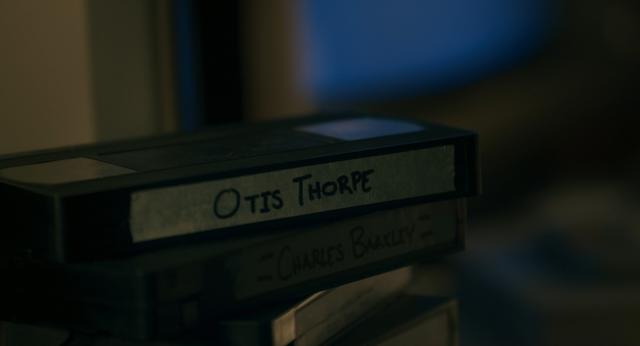 OTIS THORPE
= CHARLES BARKLEY =